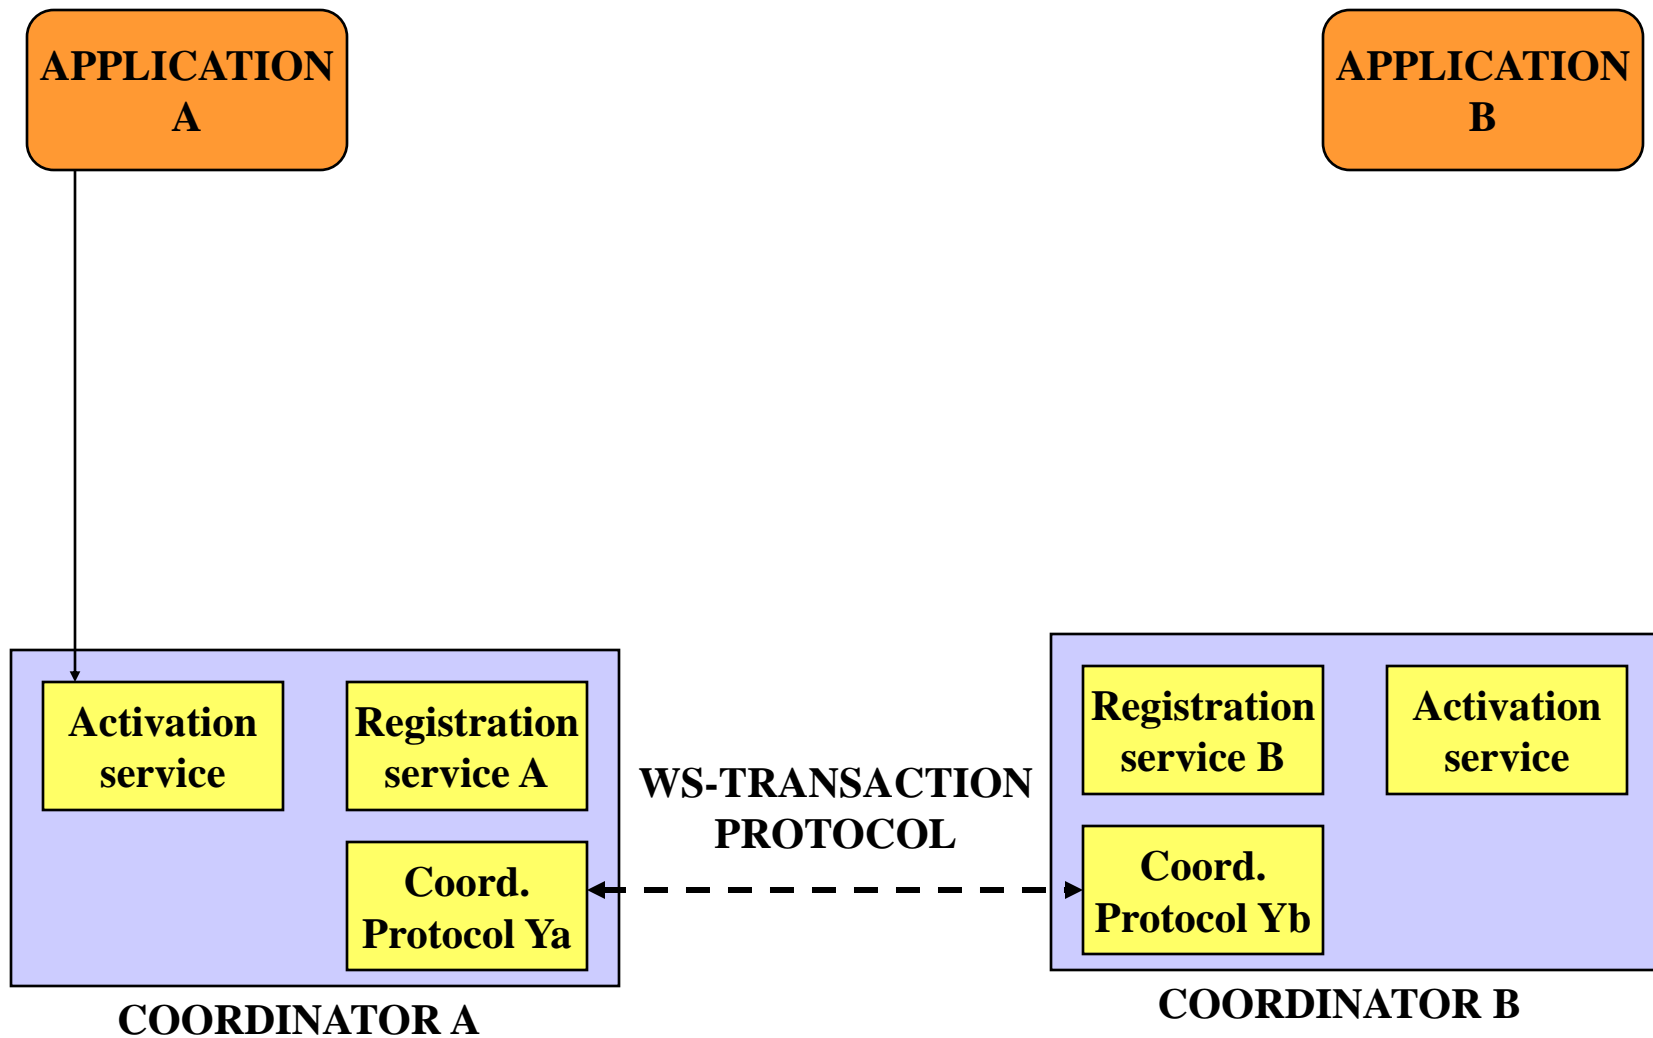 APPLICATION
A
APPLICATION
B
Activation
service
Registration
service A
Coord.
Protocol Ya
WS-TRANSACTION
PROTOCOL
Registration
service B
Activation
service
Coord.
Protocol Yb
COORDINATOR A
COORDINATOR B